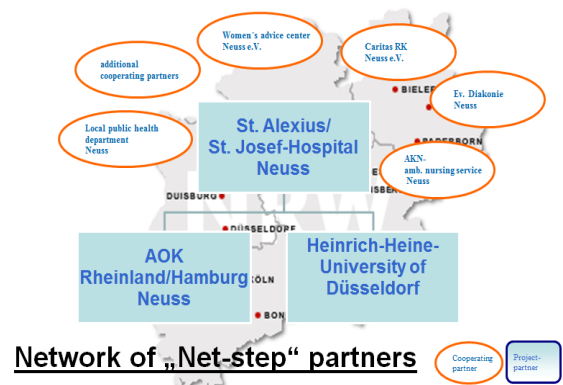 Women´s advice center
Neuss e.V.
Caritas RK
Neuss e.V.
additional
cooperating partners
Ev. Diakonie
Neuss
BIELEF
Local public health
department
Neuss
St. Alexius/
St. Josef-Hospital
Neuss
PADERBORN
AKN-
amb. nursing service
Neuss
DUISBURG
NRW
DÜSSELDORF
AOK
Rheinland/Hamburg
Neuss
Heinrich-Heine-
University of
Düsseldorf
KÖLN
BON
Network of „Net-step“ partners
Cooperating
partner
Project-
partner